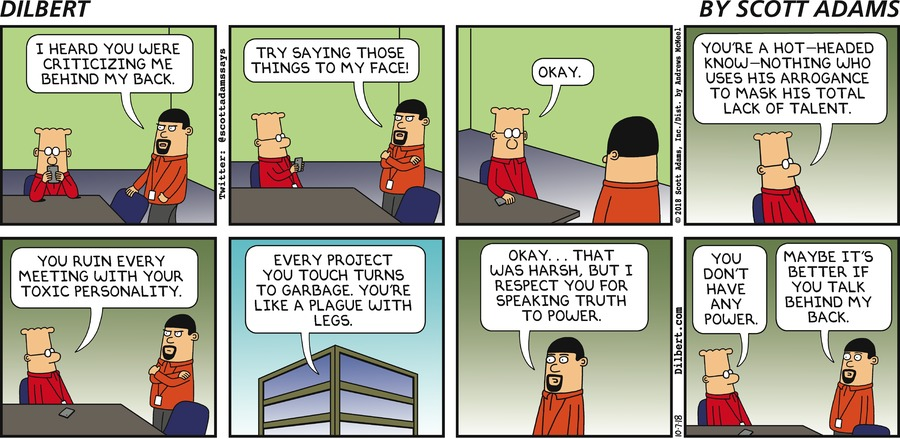 DILBERT
BY SCOTT ADAMS
I HEARD YOU WERE
CRITICIZING ME
BEHIND MY BACK.
Twitter: @scottadamssays
TRY SAYING THOSE
THINGS TO MY FACE!
OKAY.
© 2018 Scott Adams, Inc./Dist. by Andrews McMeel
YOU'RE A HOT-HEADED
KNOW-NOTHING WHO
USES HIS ARROGANCE
TO MASK HIS TOTAL
LACK OF TALENT.
YOU RUIN EVERY
MEETING WITH YOUR
TOXIC PERSONALITY.
EVERY PROJECT
YOU TOUCH TURNS
TO GARBAGE. YOU'RE
LIKE A PLAGUE WITH
LEGS.
OKAY... THAT
WAS HARSH, BUT I
RESPECT YOU FOR
SPEAKING TRUTH
TO POWER.
Dilbert.com
10-7-18
YOU
DON'T
HAVE
ANY
POWER.
MAYBE IT'S
BETTER IF
YOU TALK
BEHIND MY
BACK.